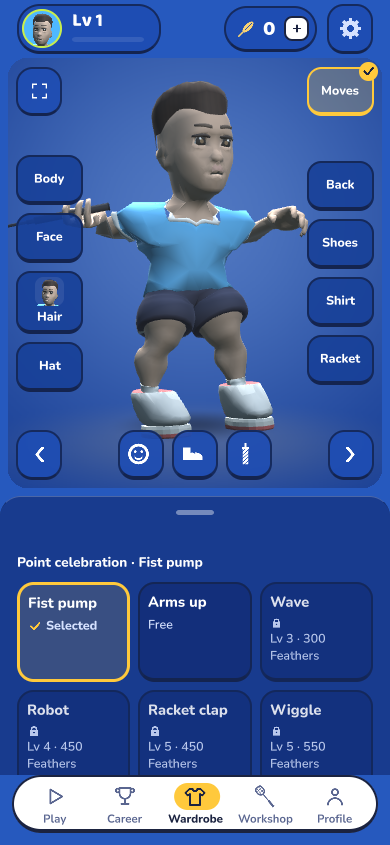 Lv 1
0
+
Moves
Body
Back
Face
Shoes
Hair
Shirt
Hat
Racket
Point celebration · Fist pump
Fist pump
Selected
Arms up
Free
Wave
Lv 3 · 300
Feathers
Robot
Lv 4 · 450
Feathers
Racket clap
Lv 5 · 450
Feathers
Wiggle
Lv 5 · 550
Feathers
Play
Career
Wardrobe
Workshop
Profile